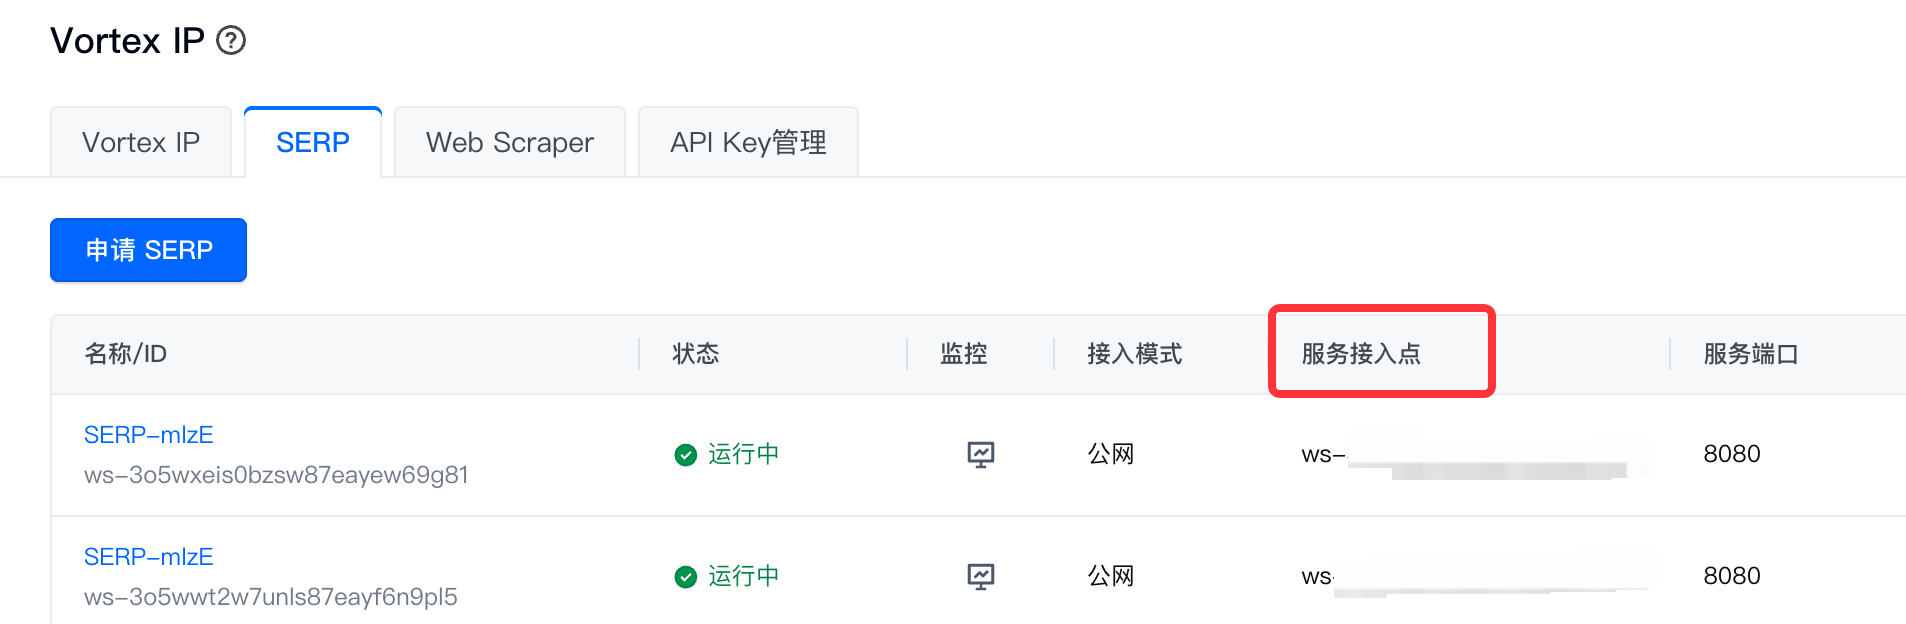 Vortex IP
Vortex IP SERP Web Scraper API Key管理
申请 SERP
名称/ID 状态 监控 接入模式 服务接入点 服务端口
SERP-mlzE
ws-3o5wxeis0bzsw87eayew69g81
运行中 公网 ws- 8080
SERP-mlzE
ws-3o5wwt2w7unls87eayf6n9pl5
运行中 公网 ws- 8080